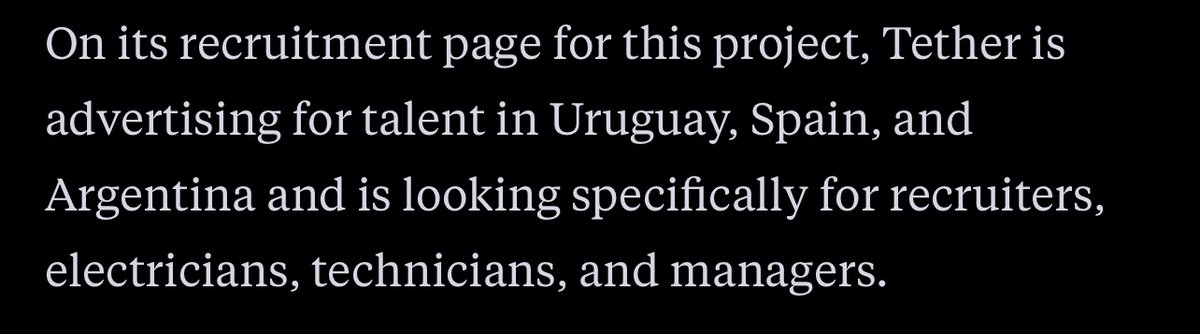 On its recruitment page for this project, Tether is
advertising for talent in Uruguay, Spain, and
Argentina and is looking specifically for recruiters,
electricians, technicians, and managers.